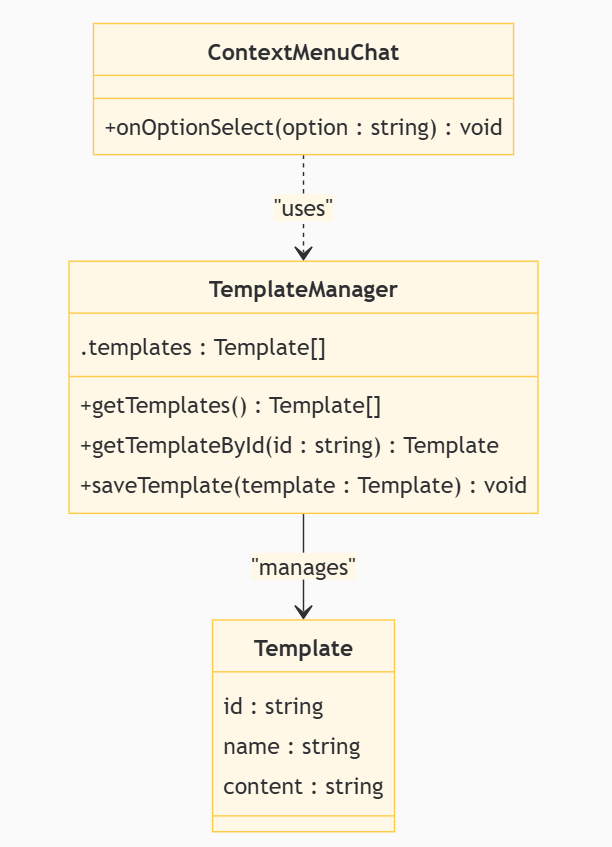 ContextMenuChat
+onOptionSelect(option : string) : void
"uses"
TemplateManager
.templates : Template[]
+getTemplates() : Template[]
+getTemplateById(id : string) : Template
+saveTemplate(template : Template) : void
"manages"
Template
id : string
name : string
content : string